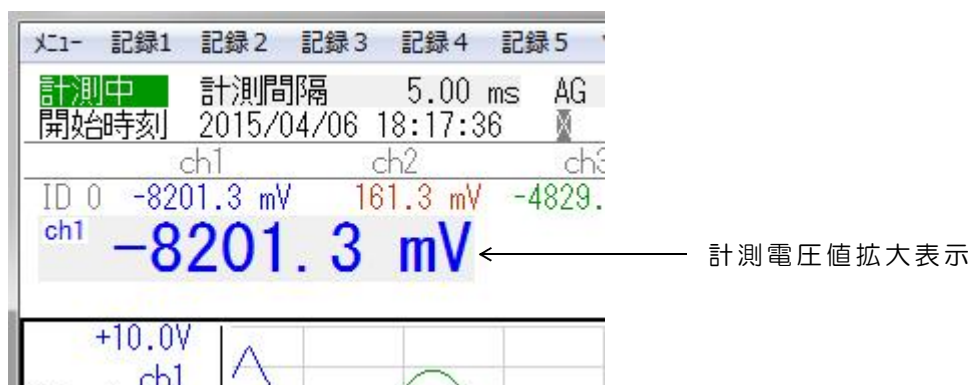 ﾒﾆｭｰ 記録1 記録2 記録3 記録4 記録5
計測中 計測間隔 5.00 ms AG
開始時刻 2015/04/06 18:17:36
ch1 ch2
ID 0 -8201.3 mV 161.3 mV -4829.
ch1 -8201.3 mV
計測電圧値拡大表示
+10.0V
ch1